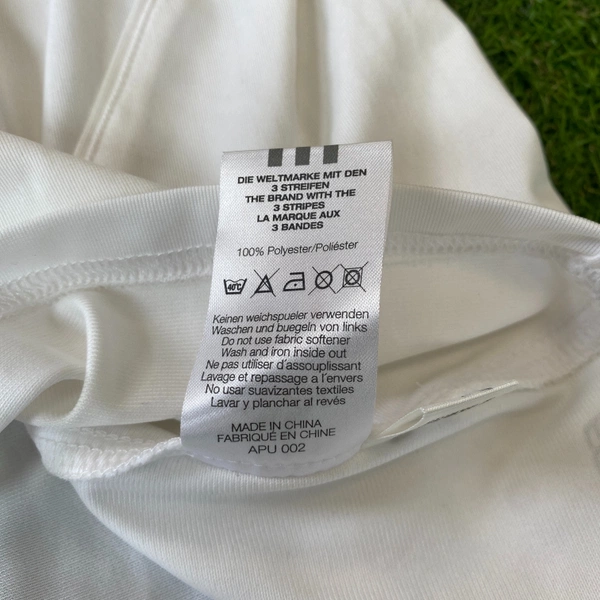 DIE WELTMARKE MIT DEN
3 STREIFEN
THE BRAND WITH THE
3 STRIPES
LA MARQUE AUX
3 BANDES
100% Polyester/Poliéster
40°C
Keinen weichspueler verwenden
Waschen und buegeln von links
Do not use fabric softener
Wash and iron inside out
Ne pas utiliser d'assouplissant
Lavage et repassage a l'envers
No usar suavizantes textiles
Lavar y planchar al revés
MADE IN CHINA
FABRIQUÉ EN CHINE
APU 002